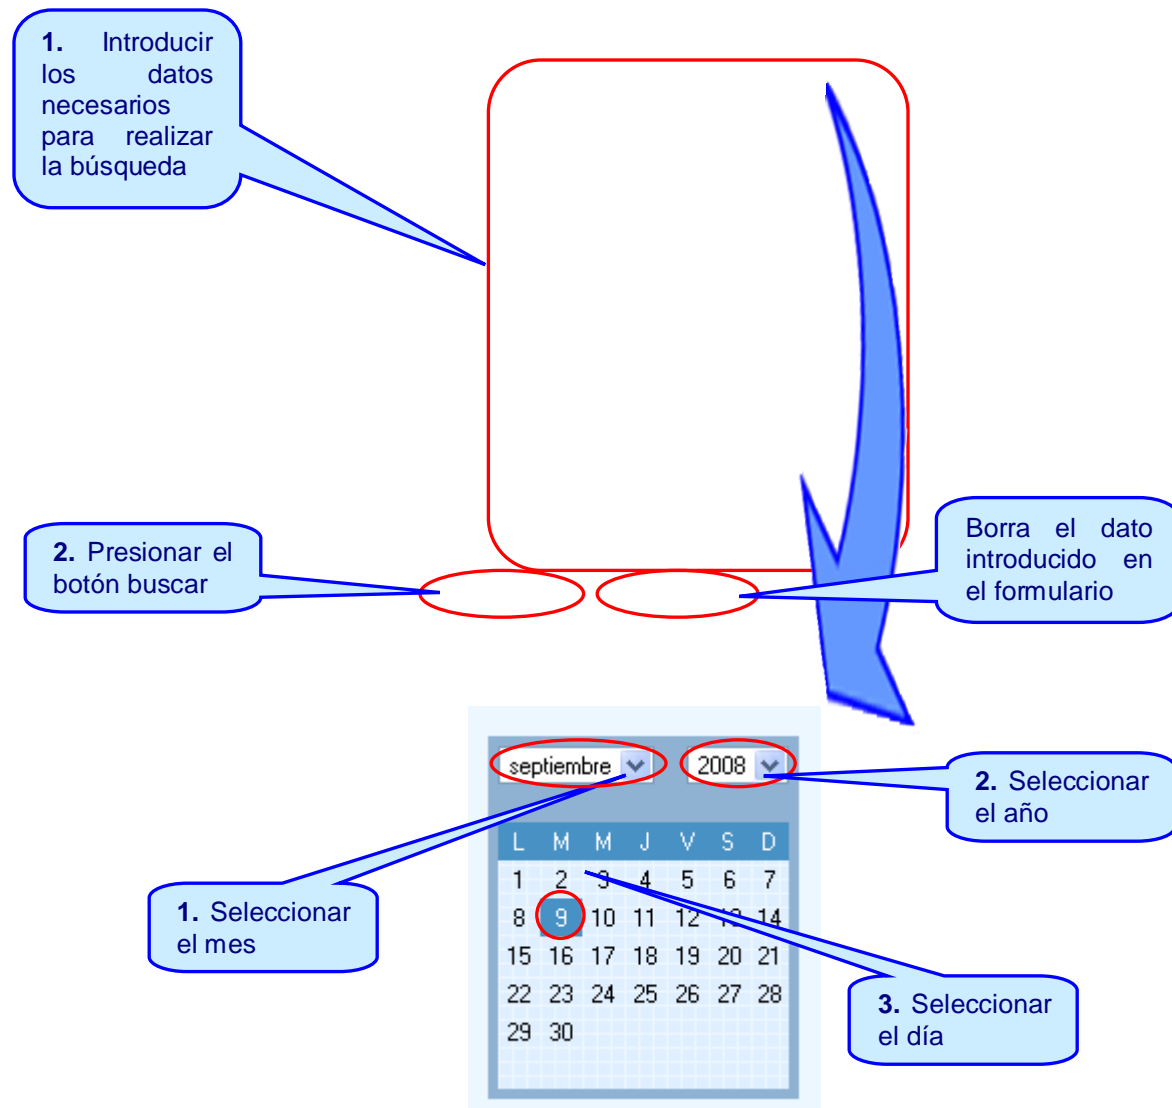 1. Introducir
los datos
necesarios
para realizar
la búsqueda
2. Presionar el
botón buscar
Borra el dato
introducido en
el formulario
septiembre 2008
2. Seleccionar
el año
L M M J V S D
1 2 3 4 5 6 7
8 9 10 11 12 13 14
15 16 17 18 19 20 21
22 23 24 25 26 27 28
29 30
1. Seleccionar
el mes
3. Seleccionar
el día